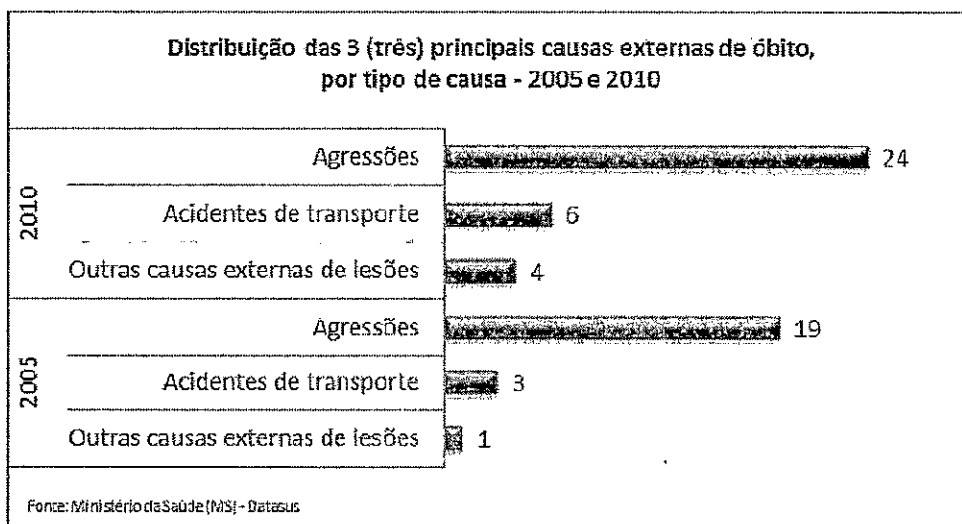 Distribuição das 3 (três) principais causas externas de óbito,
por tipo de causa - 2005 e 2010
2010
Agressões 24
Acidentes de transporte 6
Outras causas externas de lesões 4
2005
Agressões 19
Acidentes de transporte 3
Outras causas externas de lesões 1
Fonte: Ministério da Saúde (MS) - Datasus